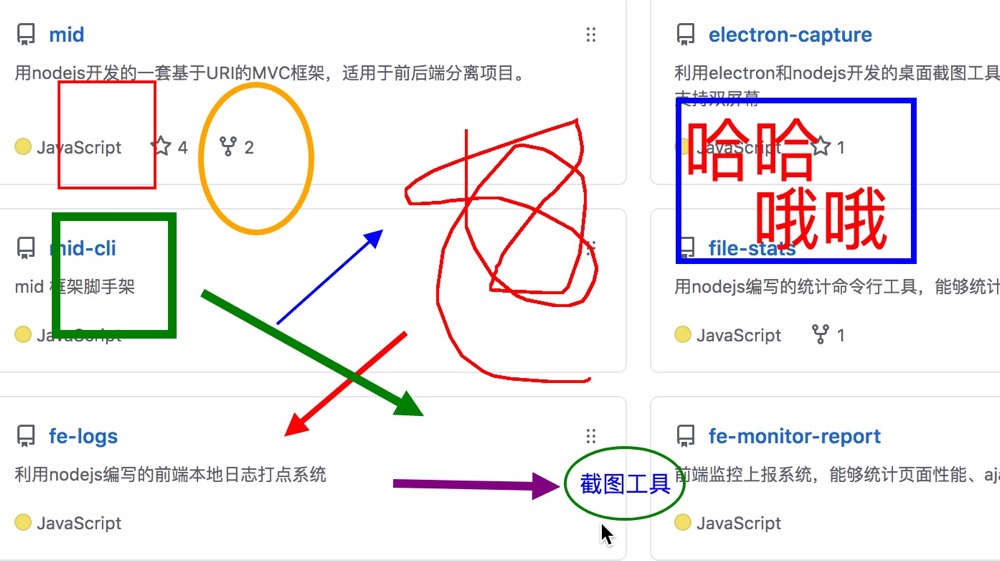 mid
用nodejs开发的一套基于URI的MVC框架，适用于前后端分离项目。
JavaScript 4 2
electron-capture
利用electron和nodejs开发的桌面截图工具
支持双屏幕
JavaScript 1
哈哈
哦哦
mid-cli
mid 框架脚手架
JavaScript
file-stats
用nodejs编写的统计命令行工具，能够统计
JavaScript 1
fe-logs
利用nodejs编写的前端本地日志打点系统
JavaScript
截图工具
fe-monitor-report
前端监控上报系统，能够统计页面性能、aja
JavaScript